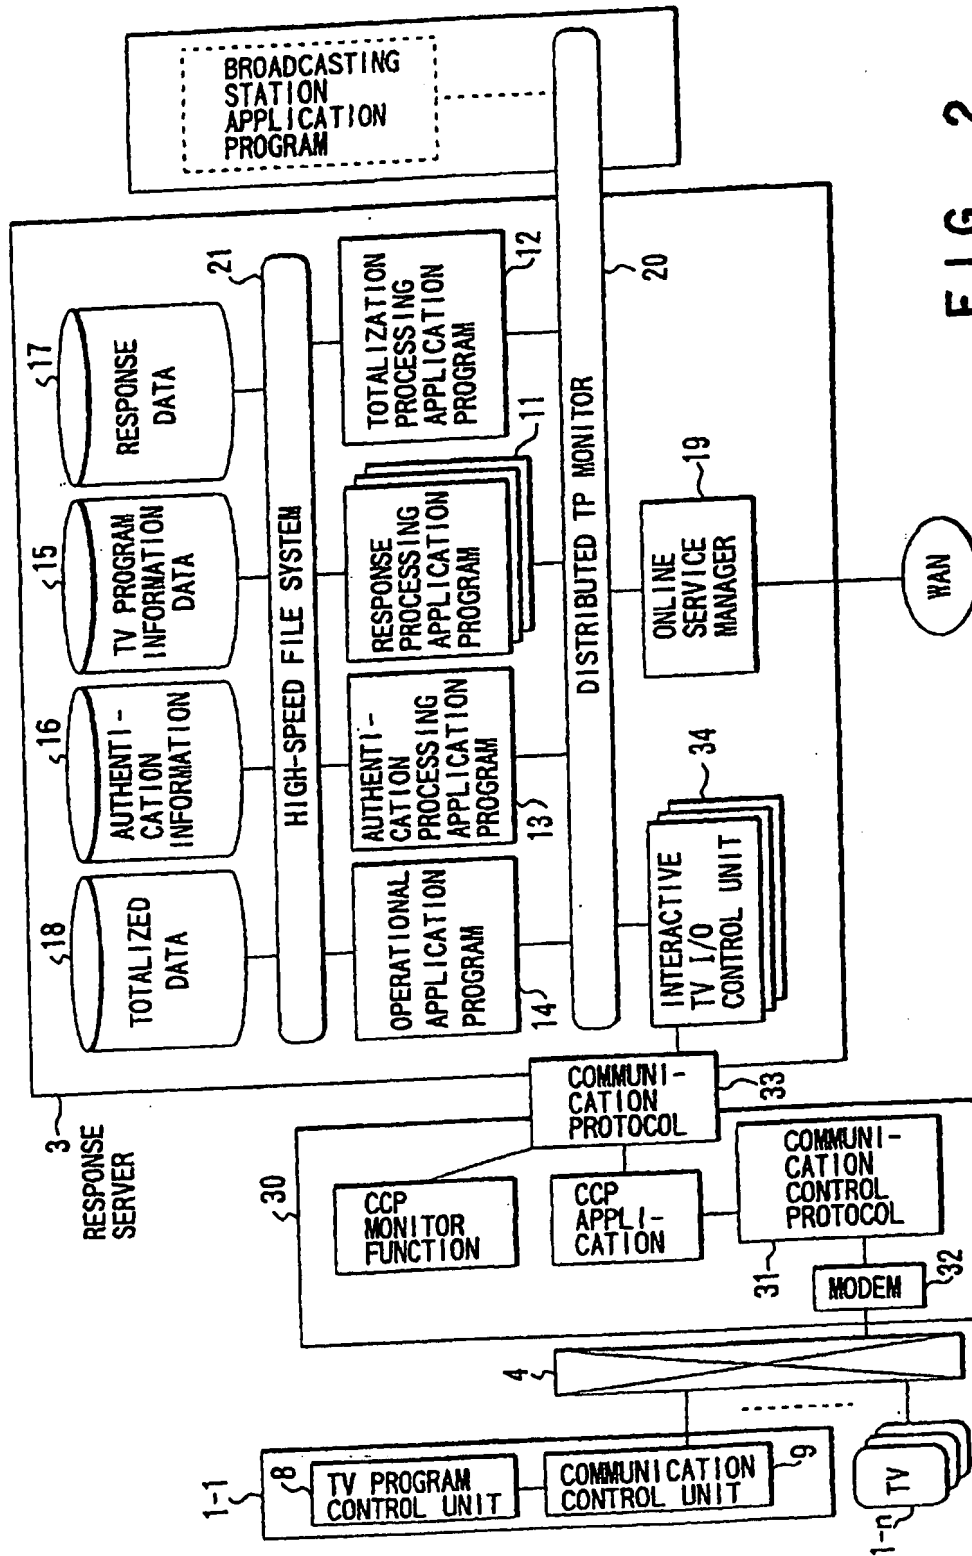 3
RESPONSE
SERVER
18
TOTALIZED
DATA
16
AUTHENTI-
CATION
INFORMATION
15
TV PROGRAM
INFORMATION
DATA
17
RESPONSE
DATA
HIGH-SPEED FILE SYSTEM
21
OPERATIONAL
APPLICATION
PROGRAM
14
AUTHENTI-
CATION
PROCESSING
APPLICATION
PROGRAM
13
RESPONSE
PROCESSING
APPLICATION
PROGRAM
11
TOTALIZATION
PROCESSING
APPLICATION
PROGRAM
12
BROADCASTING
STATION
APPLICATION
PROGRAM
DISTRIBUTED TP MONITOR
20
INTERACTIVE
TV I/O
CONTROL UNIT
34
ONLINE
SERVICE
MANAGER
19
WAN
30
CCP
MONITOR
FUNCTION
COMMUNI-
CATION
PROTOCOL
33
CCP
APPLI-
CATION
COMMUNI-
CATION
CONTROL
PROTOCOL
31
MODEM
32
4
1-1
8
TV PROGRAM
CONTROL UNIT
COMMUNICATION
CONTROL UNIT
9
TV
1-n
FIG. 2